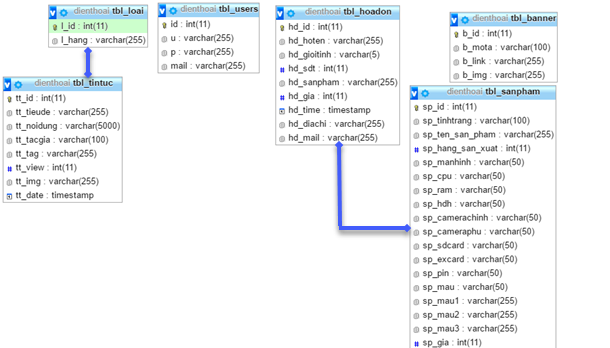 dienthoai tbl_loai
l_id : int(11)
l_hang : varchar(255)
dienthoai tbl_tintuc
tt_id : int(11)
tt_tieude : varchar(255)
tt_noidung : varchar(5000)
tt_tacgia : varchar(100)
tt_tag : varchar(255)
tt_view : int(11)
tt_img : varchar(255)
tt_date : timestamp
dienthoai tbl_users
id : int(11)
u : varchar(255)
p : varchar(255)
mail : varchar(255)
dienthoai tbl_hoadon
hd_id : int(11)
hd_hoten : varchar(255)
hd_gioitinh : varchar(5)
hd_sdt : int(11)
hd_sanpham : varchar(255)
hd_gia : int(11)
hd_time : timestamp
hd_diachi : varchar(255)
hd_mail : varchar(255)
dienthoai tbl_banner
b_id : int(11)
b_mota : varchar(100)
b_link : varchar(255)
b_img : varchar(255)
dienthoai tbl_sanpham
sp_id : int(11)
sp_tinhtrang : varchar(100)
sp_ten_san_pham : varchar(255)
sp_hang_san_xuat : int(11)
sp_manhinh : varchar(50)
sp_cpu : varchar(50)
sp_ram : varchar(50)
sp_hdh : varchar(50)
sp_camerachinh : varchar(50)
sp_cameraphu : varchar(50)
sp_sdcard : varchar(50)
sp_excard : varchar(50)
sp_pin : varchar(50)
sp_mau : varchar(50)
sp_mau1 : varchar(255)
sp_mau2 : varchar(255)
sp_mau3 : varchar(255)
sp_gia : int(11)